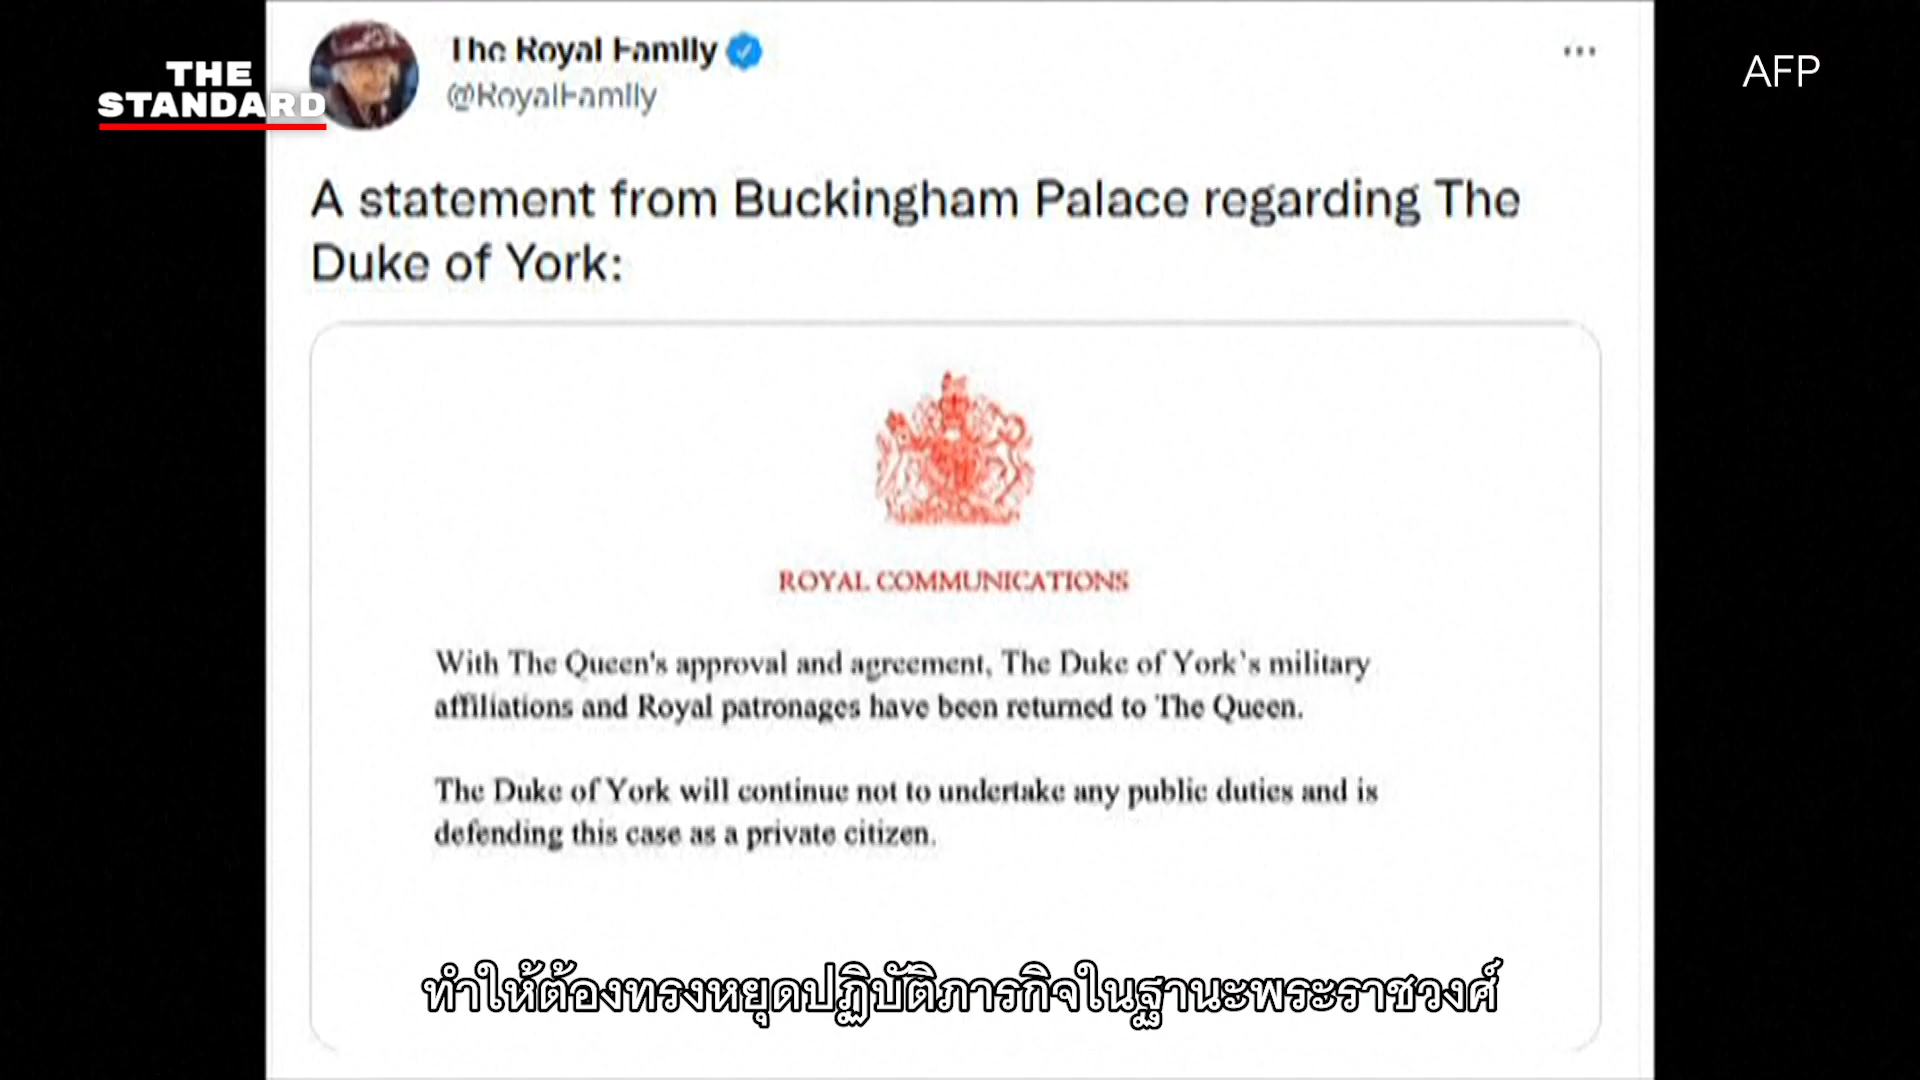 THE
STANDARD
AFP
The Royal Family
@RoyalFamily
A statement from Buckingham Palace regarding The
Duke of York:
ROYAL COMMUNICATIONS
With The Queen's approval and agreement, The Duke of York's military
affiliations and Royal patronages have been returned to The Queen.
The Duke of York will continue not to undertake any public duties and is
defending this case as a private citizen.
ทำให้ต้องทรงหยุดปฏิบัติภารกิจในฐานะพระราชวงศ์